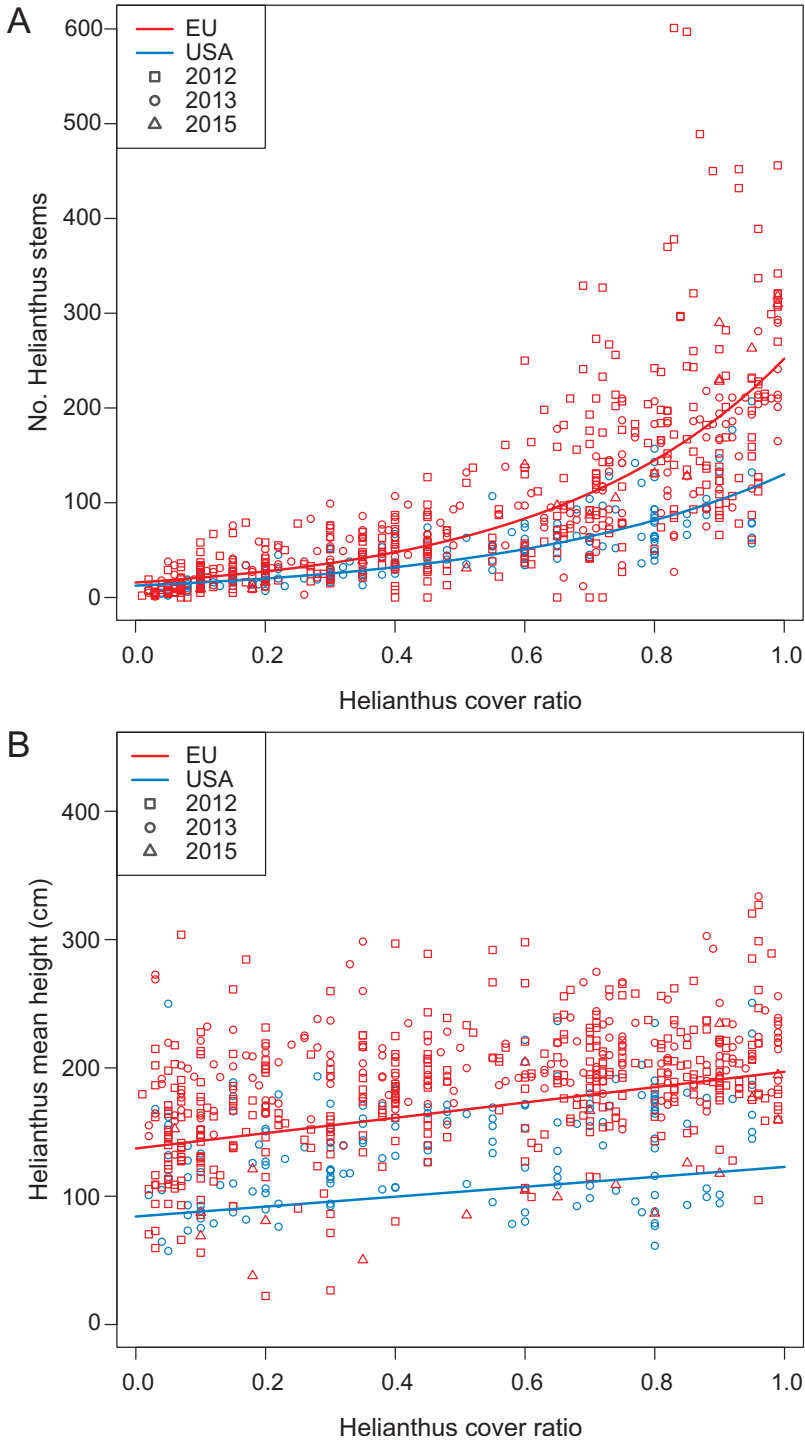 A
EU
USA
2012
2013
2015
600
500
400
300
200
100
0
No. Helianthus stems
0.0 0.2 0.4 0.6 0.8 1.0
Helianthus cover ratio
B
EU
USA
2012
2013
2015
400
300
200
100
0
Helianthus mean height (cm)
0.0 0.2 0.4 0.6 0.8 1.0
Helianthus cover ratio